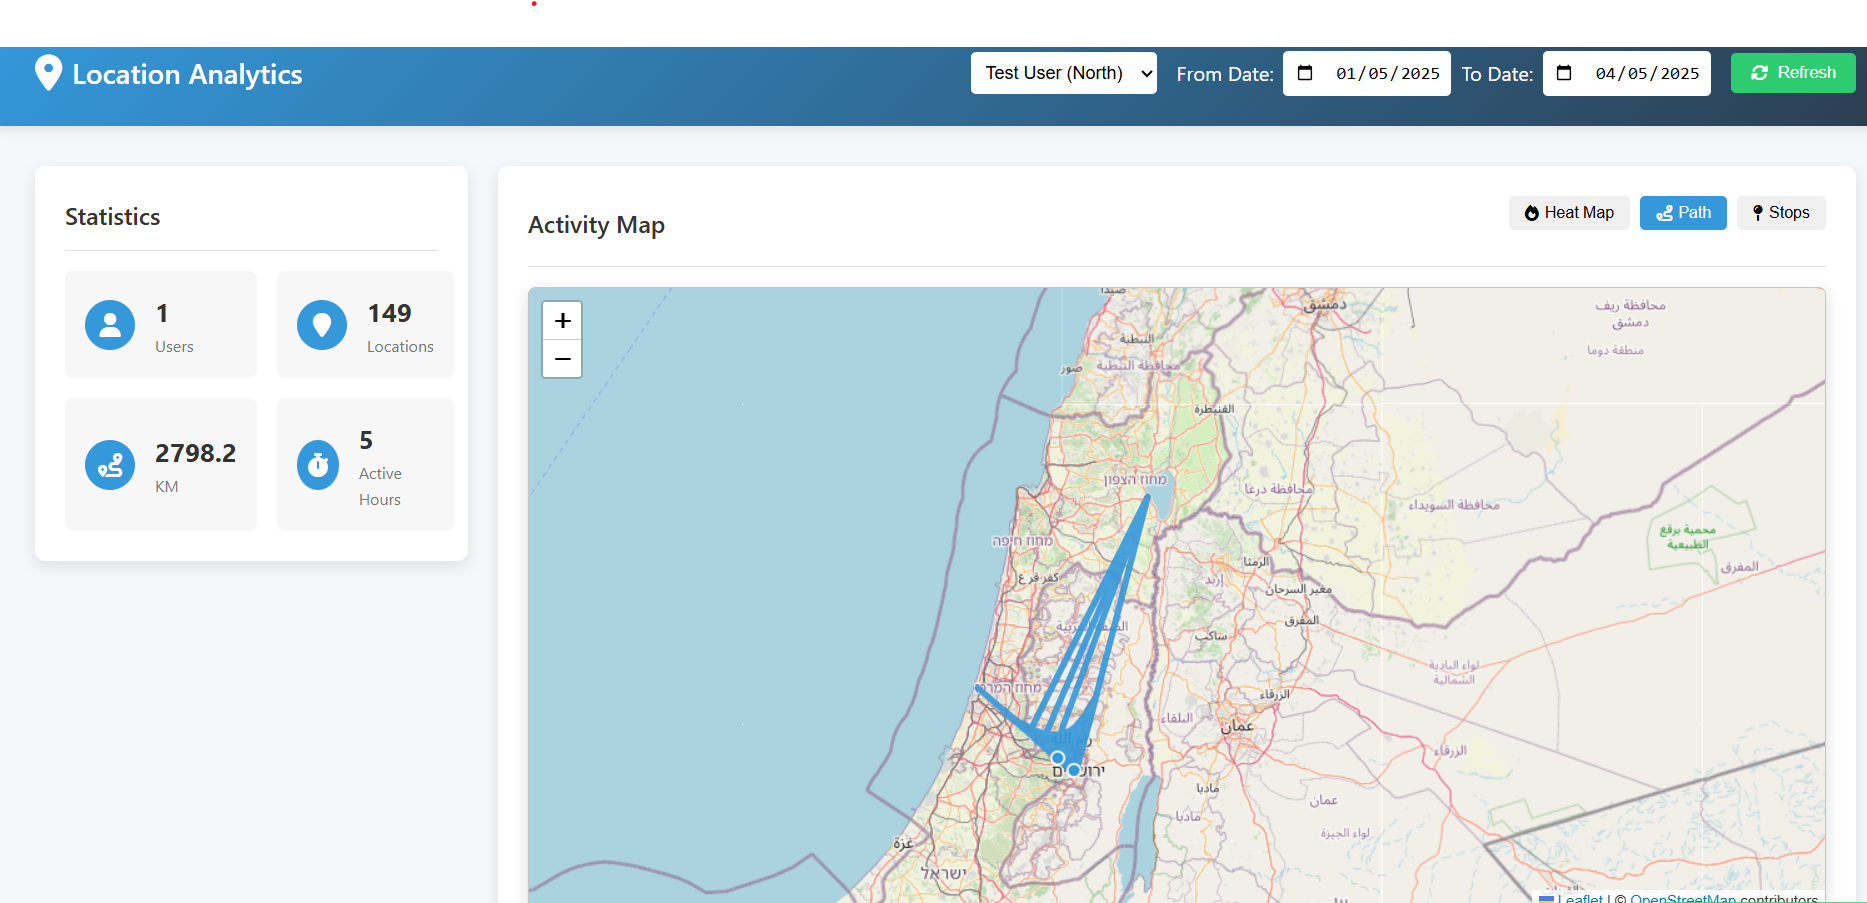 Location Analytics
Test User (North)
From Date:
01/05/2025
To Date:
04/05/2025
Refresh
Statistics
1
Users
149
Locations
2798.2
KM
5
Active
Hours
Activity Map
Heat Map
Path
Stops
+
−
صيدا
دمشق
محافظة ريف
دمشق
منطقة دوما
النبطية
محافظة النبطية
صور
القنيطرة
מחוז הצפון
محافظة درعا
محافظة السويداء
محمية برقع
الطبيعية
מחוז חיפה
المفرق
الرمثا
كفر قرع
إربد
مغير السرحان
المفرق
ساكب
لواء البادية
الشمالية
الزرقاء
البلقاء
عمان
الزرقاء
رام الله
ירושלים
مادبا
عمان
مادبا
لواء الجيزة
غزة
ישראל
Leaflet | © OpenStreetMap contributors